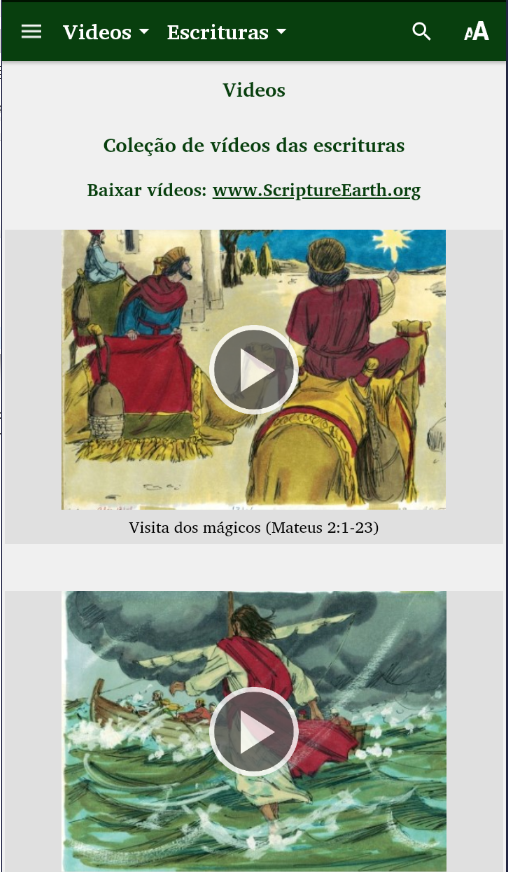 Videos Escrituras AA
Videos
Coleção de vídeos das escrituras
Baixar vídeos: www.ScriptureEarth.org
Visita dos mágicos (Mateus 2:1-23)